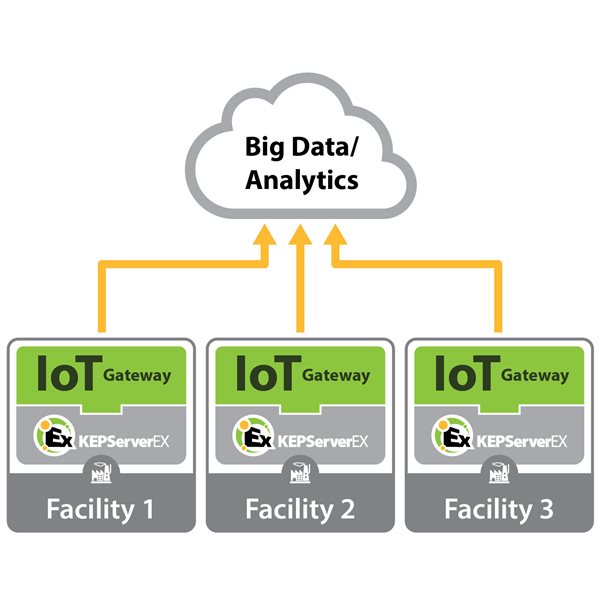 Big Data/
Analytics
IoT Gateway
Ex KEPServerEX
Facility 1
IoT Gateway
Ex KEPServerEX
Facility 2
IoT Gateway
Ex KEPServerEX
Facility 3